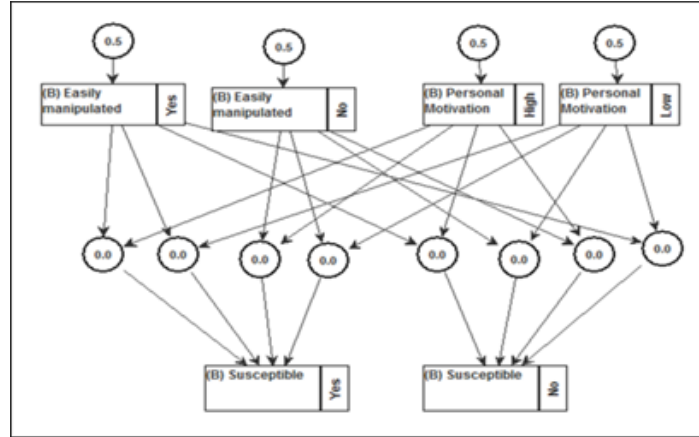 0.5
0.5
0.5
0.5
(B) Easily
manipulated
Yes
(B) Easily
manipulated
No
(B) Personal
Motivation
High
(B) Personal
Motivation
Low
0.0
0.0
0.0
0.0
0.0
0.0
0.0
0.0
(B) Susceptible
Yes
(B) Susceptible
No